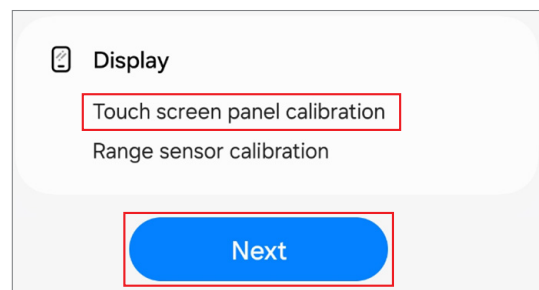 Display
Touch screen panel calibration
Range sensor calibration
Next